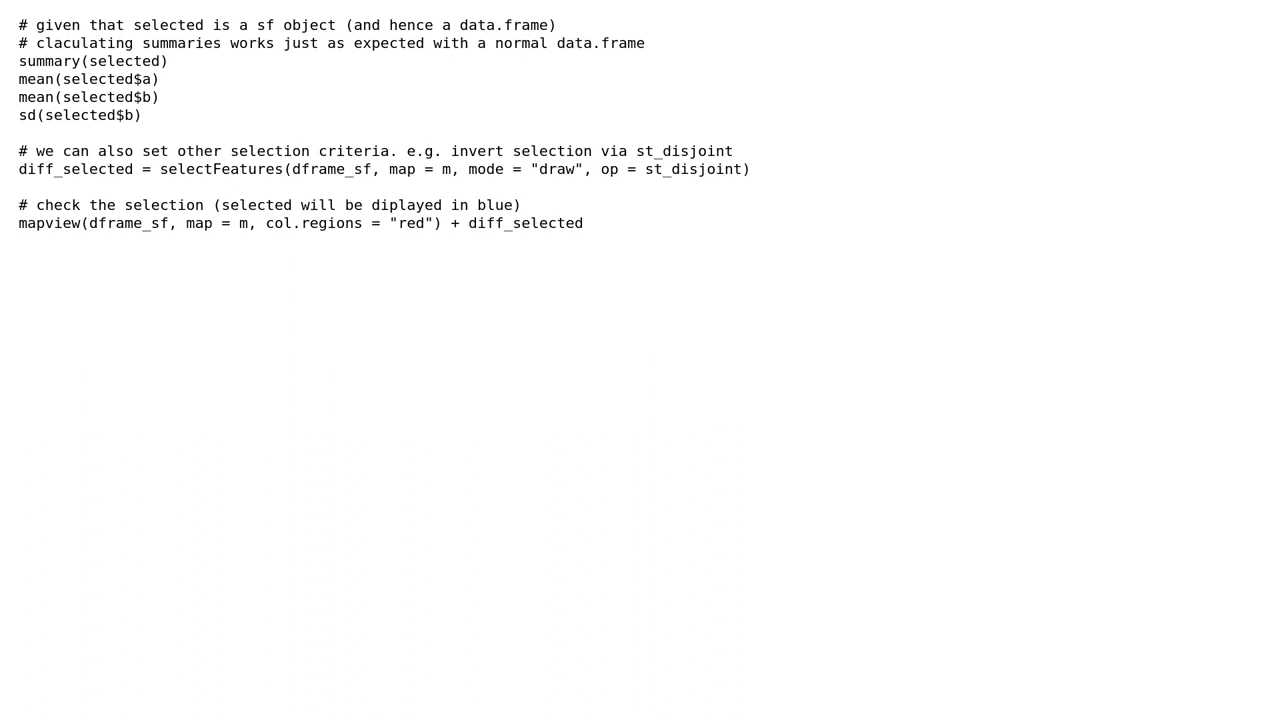 # given that selected is a sf object (and hence a data.frame)
# claculating summaries works just as expected with a normal data.frame
summary(selected)
mean(selected$a)
mean(selected$b)
sd(selected$b)

# we can also set other selection criteria. e.g. invert selection via st_disjoint
diff_selected = selectFeatures(dframe_sf, map = m, mode = "draw", op = st_disjoint)

# check the selection (selected will be diplayed in blue)
mapview(dframe_sf, map = m, col.regions = "red") + diff_selected